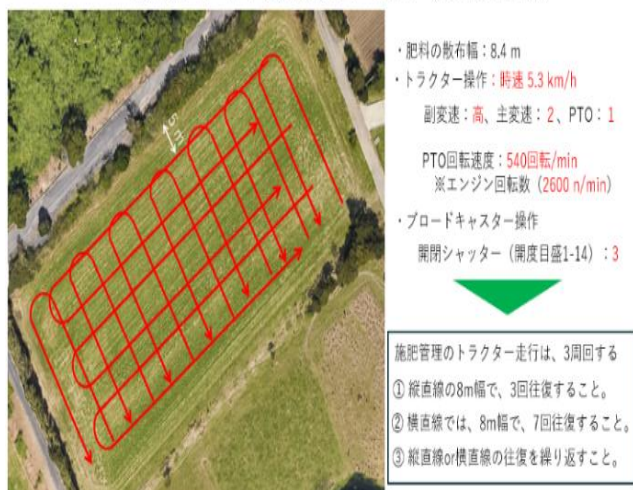 5 m
・肥料の散布幅：8.4 m
・トラクター操作：時速 5.3 km/h
副変速：高、主変速：2、PTO：1
PTO回転速度：540回転/min
※エンジン回転数（2600 n/min）
・ブロードキャスター操作
開閉シャッター（開度目盛1-14）：3
施肥管理のトラクター走行は、3周回する
① 縦直線の8m幅で、3回往復すること。
② 横直線では、8m幅で、7回往復すること。
③ 縦直線or横直線の往復を繰り返すこと。